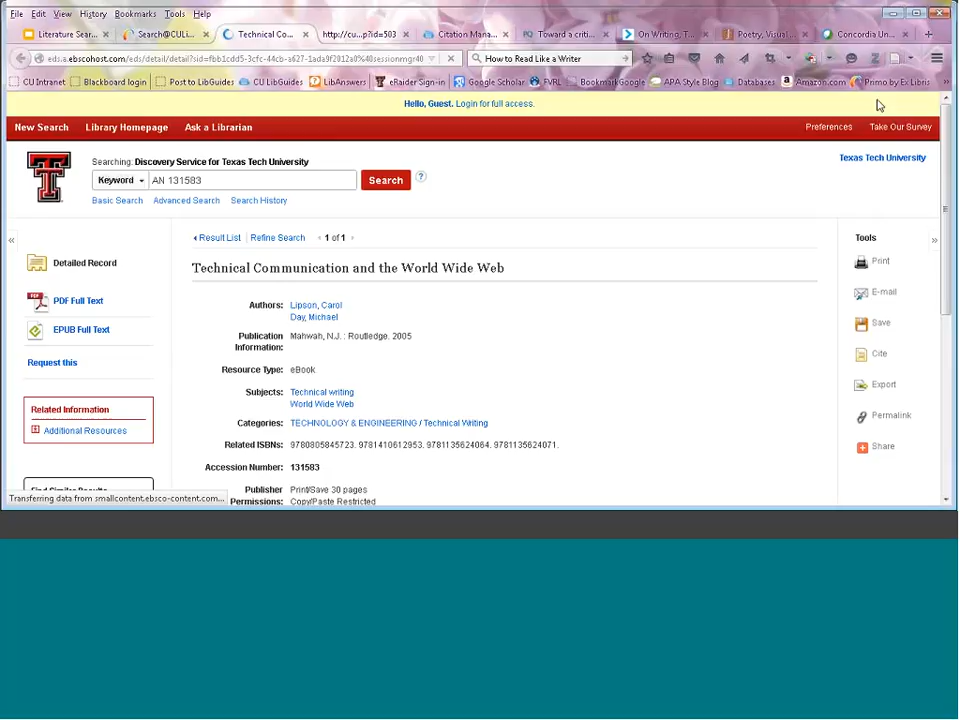 File Edit View History Bookmarks Tools Help
Literature Sear... × Search@CULi... × Technical Co... × http://cu...p?id=503 × Citation Mana... × Toward a criti... × On Writing, T... × Poetry, Visual... × Concordia Un... × +
How to Read Like a Writer
CU Intranet Blackboard login Post to LibGuides CU LibGuides LibAnswers eRaider Sign-in Google Scholar FVRL BookmarkGoogle APA Style Blog Databases Amazon.com Primo by Ex Libris »
Hello, Guest. Login for full access.
New Search Library Homepage Ask a Librarian Preferences Take Our Survey
Searching: Discovery Service for Texas Tech University Texas Tech University
Keyword AN 131583 Search ?
Basic Search Advanced Search Search History
Result List Refine Search 1 of 1 Tools
Detailed Record
Technical Communication and the World Wide Web
PDF Full Text
EPUB Full Text
Request this
Related Information
Additional Resources
Find Similar Results
Authors: Lipson, Carol
Day, Michael
Publication Information: Mahwah, N.J. : Routledge. 2005
Resource Type: eBook
Subjects: Technical writing
World Wide Web
Categories: TECHNOLOGY & ENGINEERING / Technical Writing
Related ISBNs: 9780805845723. 9781410612953. 9781135624064. 9781135624071.
Accession Number: 131583
Publisher Print/Save 30 pages
Permissions: Copy/Paste Restricted
Print
E-mail
Save
Cite
Export
Permalink
Share
Transferring data from smallcontent.ebsco-content.com...